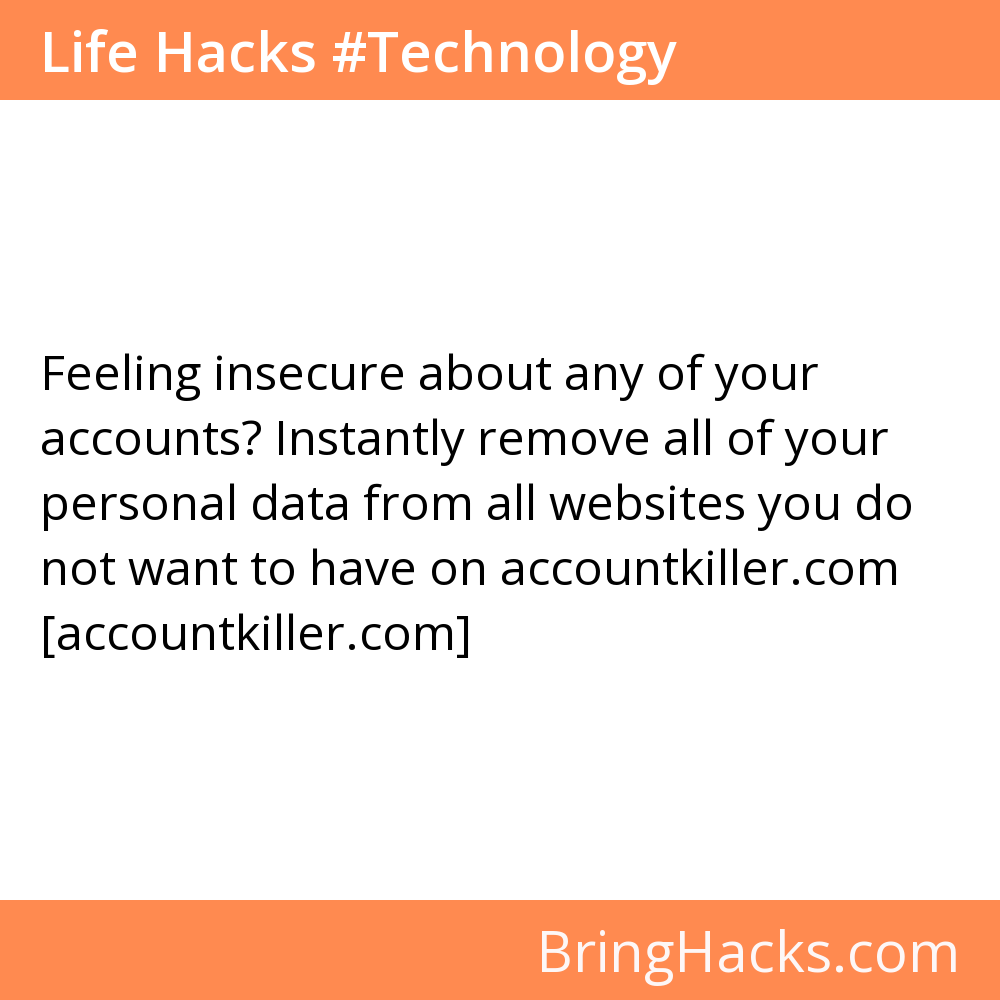 Life Hacks #Technology
Feeling insecure about any of your
accounts? Instantly remove all of your
personal data from all websites you do
not want to have on accountkiller.com
[accountkiller.com]
BringHacks.com